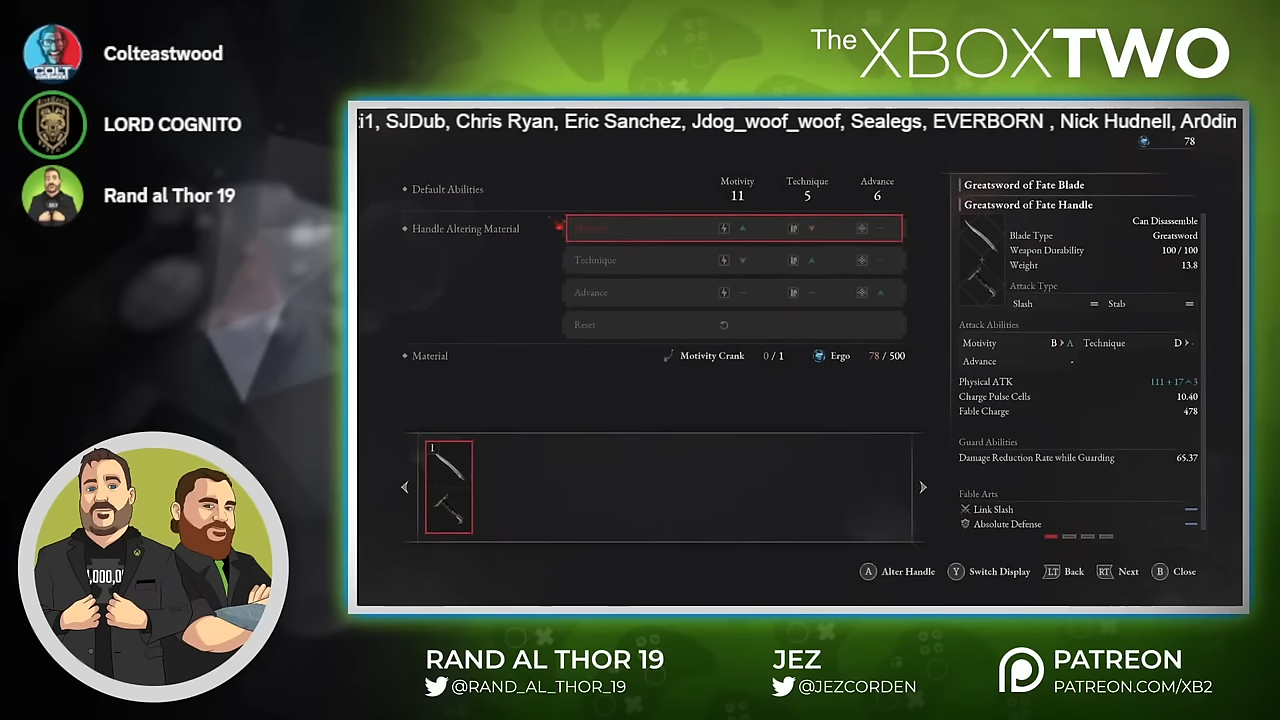 Colteastwood
COLT
LORD COGNITO
Rand al Thor 19
The XBOXTWO
i1, SJDub, Chris Ryan, Eric Sanchez, Jdog_woof_woof, Sealegs, EVERBORN , Nick Hudnell, Ar0din
78
Default Abilities
Motivity Technique Advance
11 5 6
Handle Altering Material
Motivity
Technique
Advance
Reset
Material
Motivity Crank 0 / 1 Ergo 78 / 500
I
Greatsword of Fate Blade
Greatsword of Fate Handle
Can Disassemble
Blade Type Greatsword
Weapon Durability 100 / 100
Weight 13.8
Attack Type
Slash = Stab =
Attack Abilities
Motivity B A Technique D -
Advance -
Physical ATK 111 + 17 3
Charge Pulse Cells 10.40
Fable Charge 478
Guard Abilities
Damage Reduction Rate while Guarding 65.37
Fable Arts
Link Slash
Absolute Defense
A Alter Handle Y Switch Display LT Back RT Next B Close
,000,0
RAND AL THOR 19
@RAND_AL_THOR_19
JEZ
@JEZCORDEN
PATREON
PATREON.COM/XB2